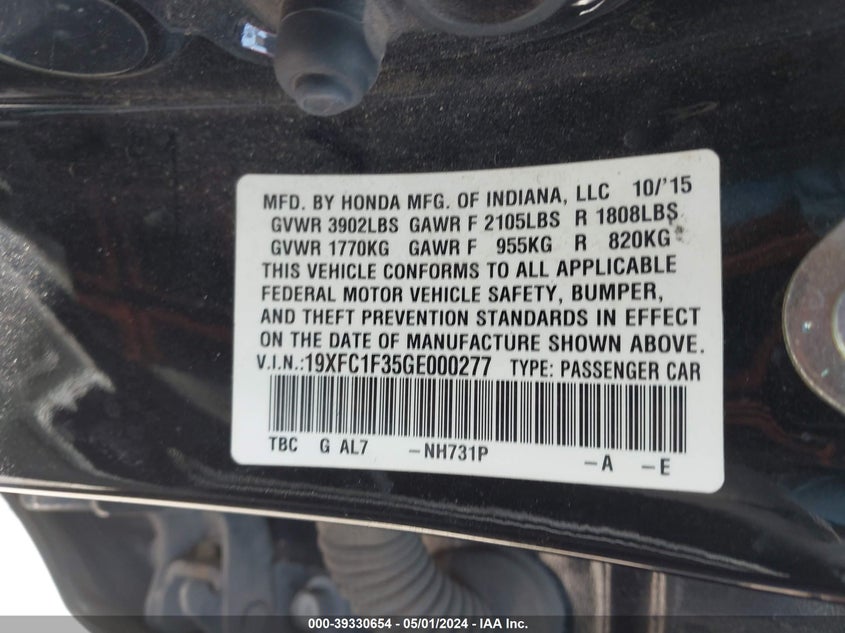 MFD. BY HONDA MFG. OF INDIANA, LLC 10/'15
GVWR 3902LBS GAWR F 2105LBS R 1808LBS
GVWR 1770KG GAWR F 955KG R 820KG
THIS VEHICLE CONFORMS TO ALL APPLICABLE
FEDERAL MOTOR VEHICLE SAFETY, BUMPER,
AND THEFT PREVENTION STANDARDS IN EFFECT
ON THE DATE OF MANUFACTURE SHOWN ABOVE.
V.I.N.:19XFC1F35GE000277 TYPE: PASSENGER CAR
TBC G AL7 -NH731P -A -E
000-39330654 - 05/01/2024 - IAA Inc.